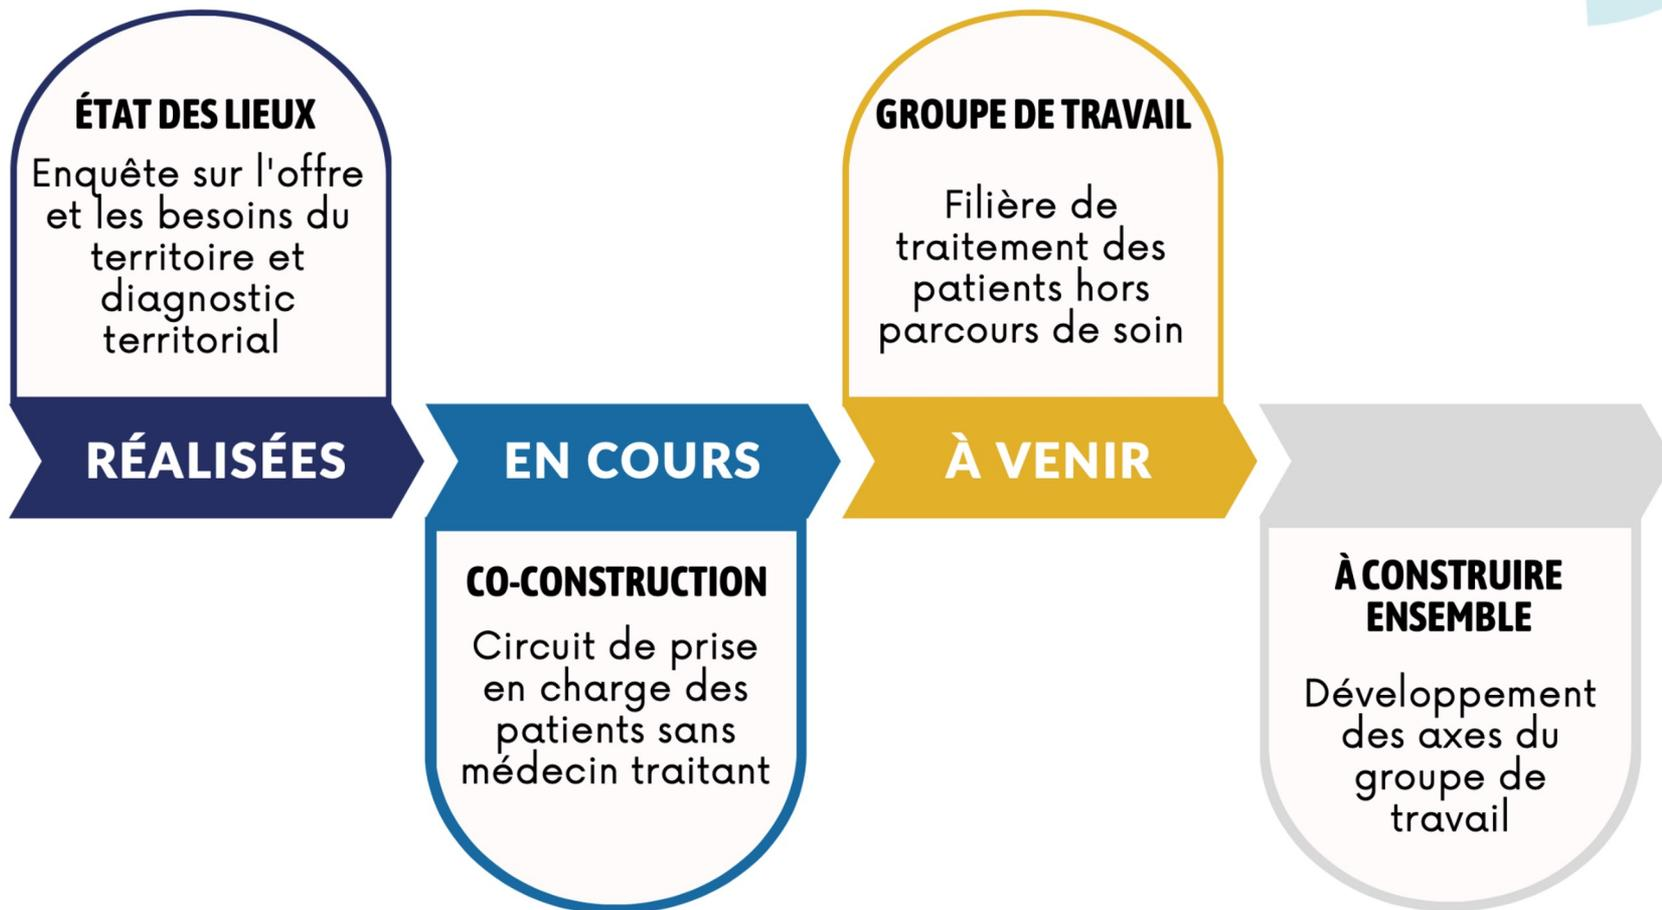 ÉTAT DES LIEUX
Enquête sur l'offre
et les besoins du
territoire et
diagnostic
territorial
RÉALISÉES
EN COURS
CO-CONSTRUCTION
Circuit de prise
en charge des
patients sans
médecin traitant
GROUPE DE TRAVAIL
Filière de
traitement des
patients hors
parcours de soin
À VENIR
À CONSTRUIRE
ENSEMBLE
Développement
des axes du
groupe de
travail